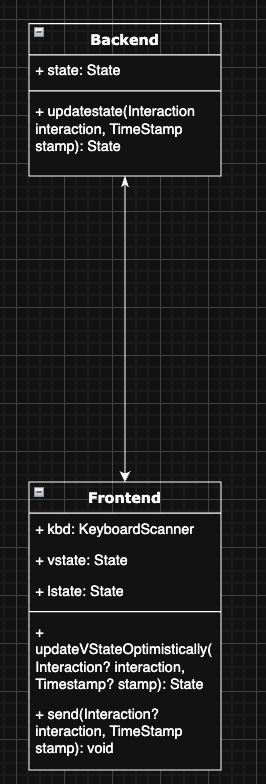 Backend
+ state: State
+ updatestate(Interaction
interaction, TimeStamp
stamp): State
Frontend
+ kbd: KeyboardScanner
+ vstate: State
+ lstate: State
+
updateVStateOptimistically(
Interaction? interaction,
Timestamp? stamp): State
+ send(Interaction?
interaction, TimeStamp
stamp): void